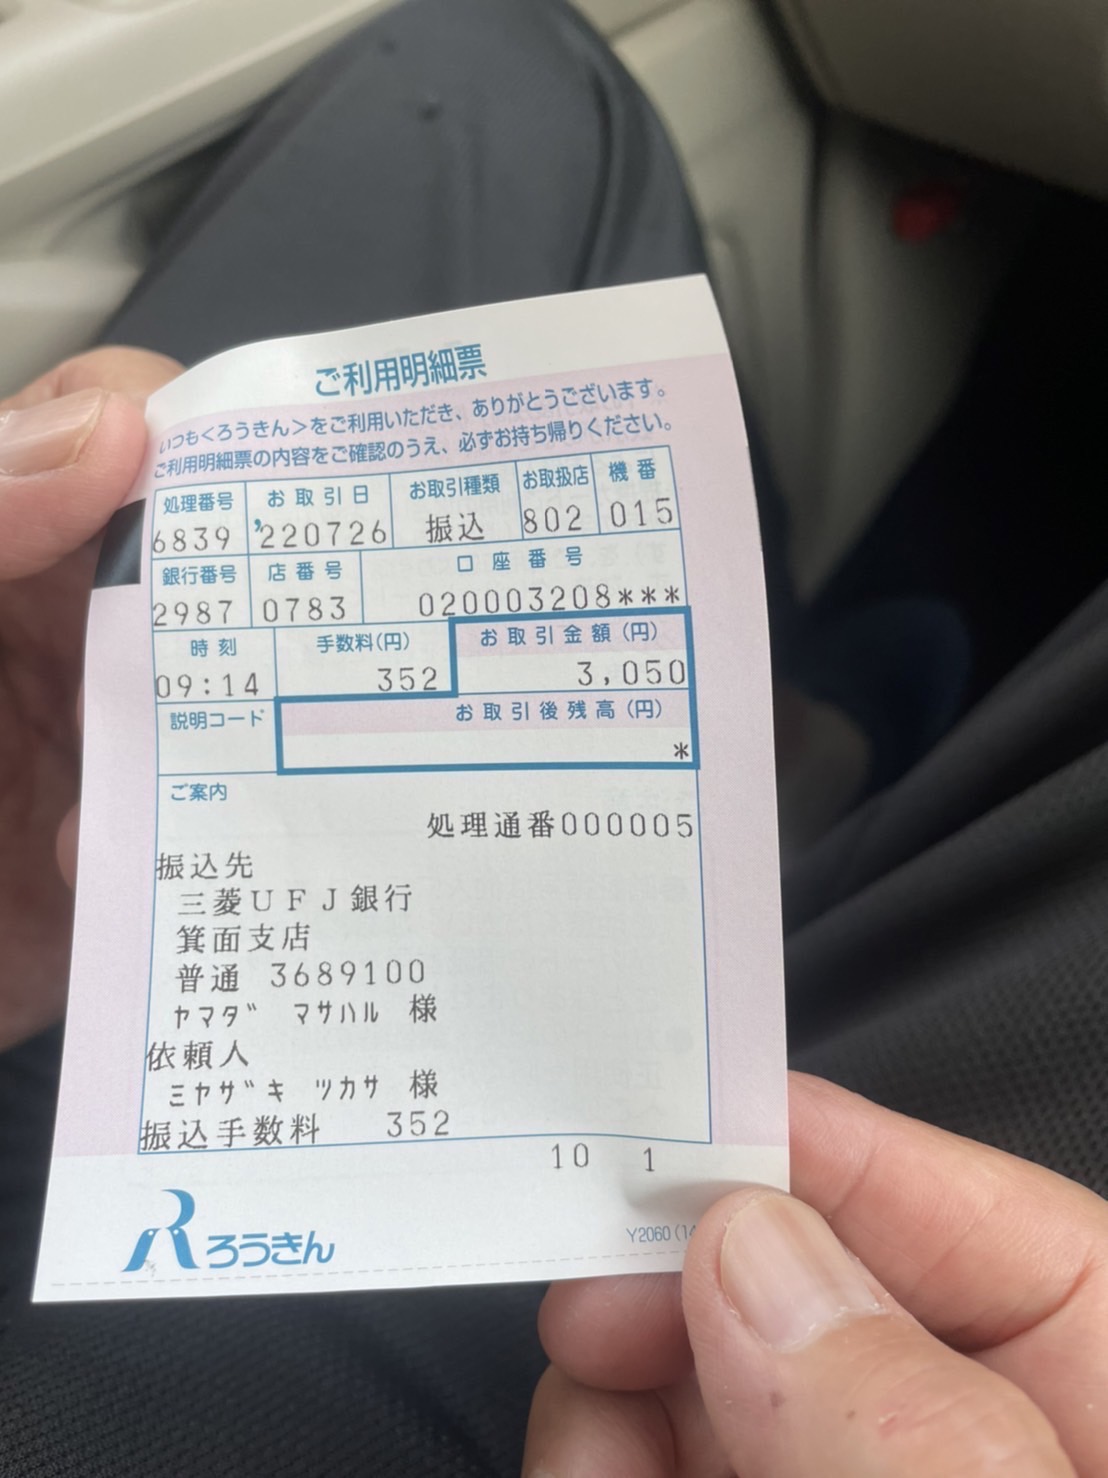 ご利用明細票
いつも<ろうきん>をご利用いただき、ありがとうございます。
ご利用明細票の内容をご確認のうえ、必ずお持ち帰りください。
処理番号 お取引日 お取引種類 お取扱店 機番
6839 '220726 振込 802 015
銀行番号 店番号 口座番号
2987 0783 020003208***
時刻 手数料(円) お取引金額(円)
09:14 352 3,050
説明コード お取引後残高(円)
*
ご案内
処理通番000005
振込先
三菱UFJ銀行
箕面支店
普通 3689100
ヤマダ゛ マサハル 様
依頼人
ミヤザ゛キ ツカサ 様
振込手数料 352
10 1
ろうきん
Y2060(14